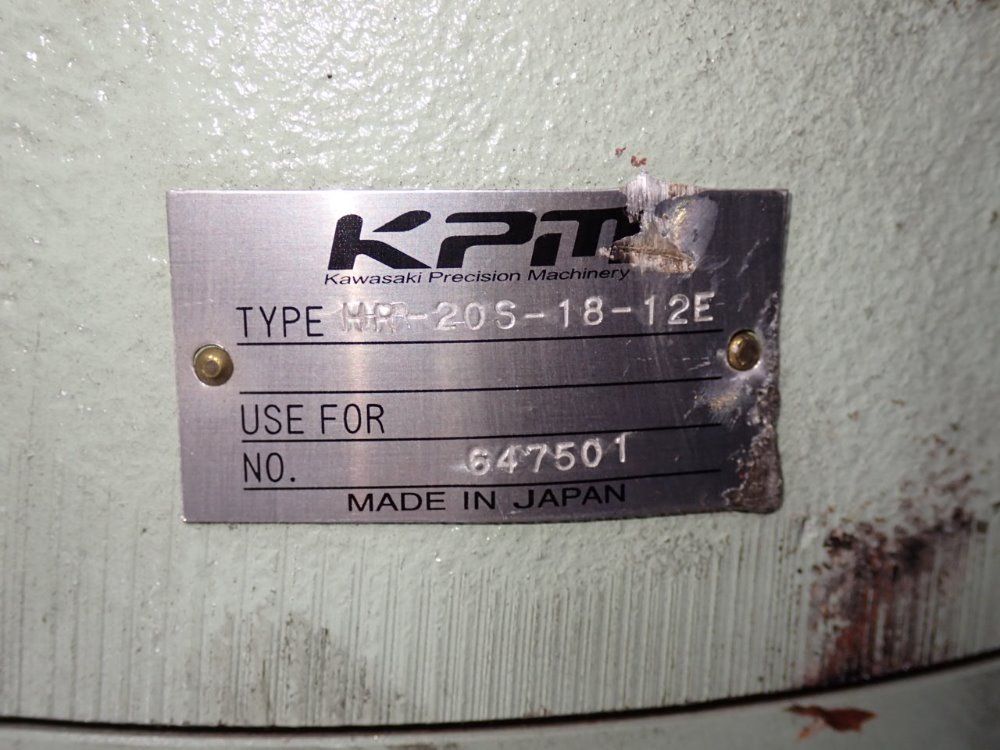 KPM
Kawasaki Precision Machinery
TYPE -20S-18-12E
USE FOR
NO. 647501
MADE IN JAPAN